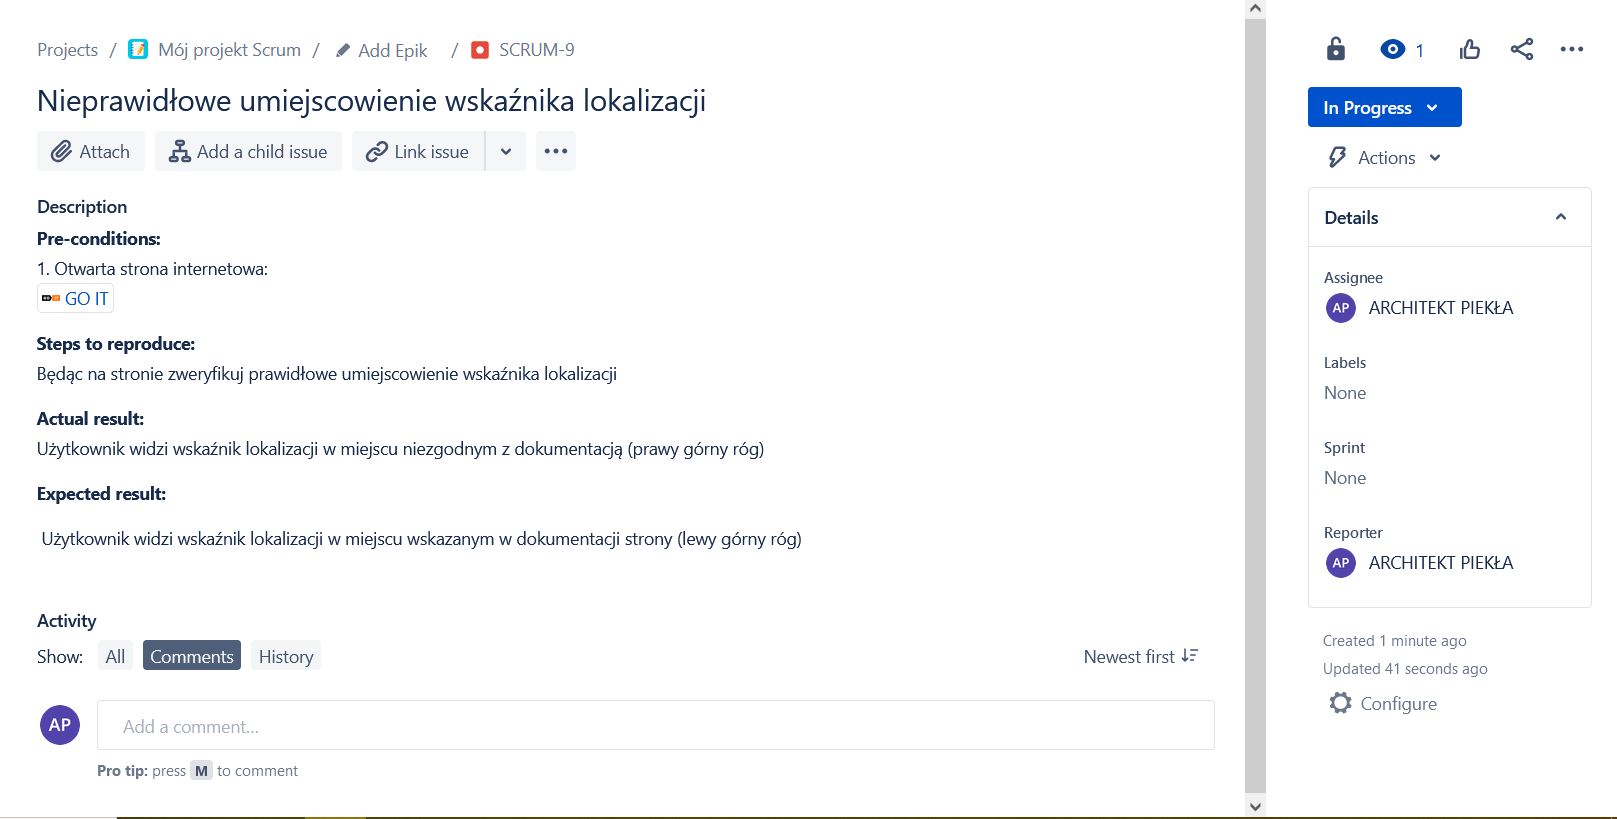 Projects / Mój projekt Scrum / Add Epik / SCRUM-9
Nieprawidłowe umiejscowienie wskaźnika lokalizacji
Attach Add a child issue Link issue
Description
Pre-conditions:
1. Otwarta strona internetowa:
GO IT
Steps to reproduce:
Będąc na stronie zweryfikuj prawidłowe umiejscowienie wskaźnika lokalizacji
Actual result:
Użytkownik widzi wskaźnik lokalizacji w miejscu niezgodnym z dokumentacją (prawy górny róg)
Expected result:
Użytkownik widzi wskaźnik lokalizacji w miejscu wskazanym w dokumentacji strony (lewy górny róg)
Activity
Show: All Comments History Newest first
AP Add a comment...
Pro tip: press M to comment
1
In Progress
Actions
Details
Assignee
AP ARCHITEKT PIEKŁA
Labels
None
Sprint
None
Reporter
AP ARCHITEKT PIEKŁA
Created 1 minute ago
Updated 41 seconds ago
Configure